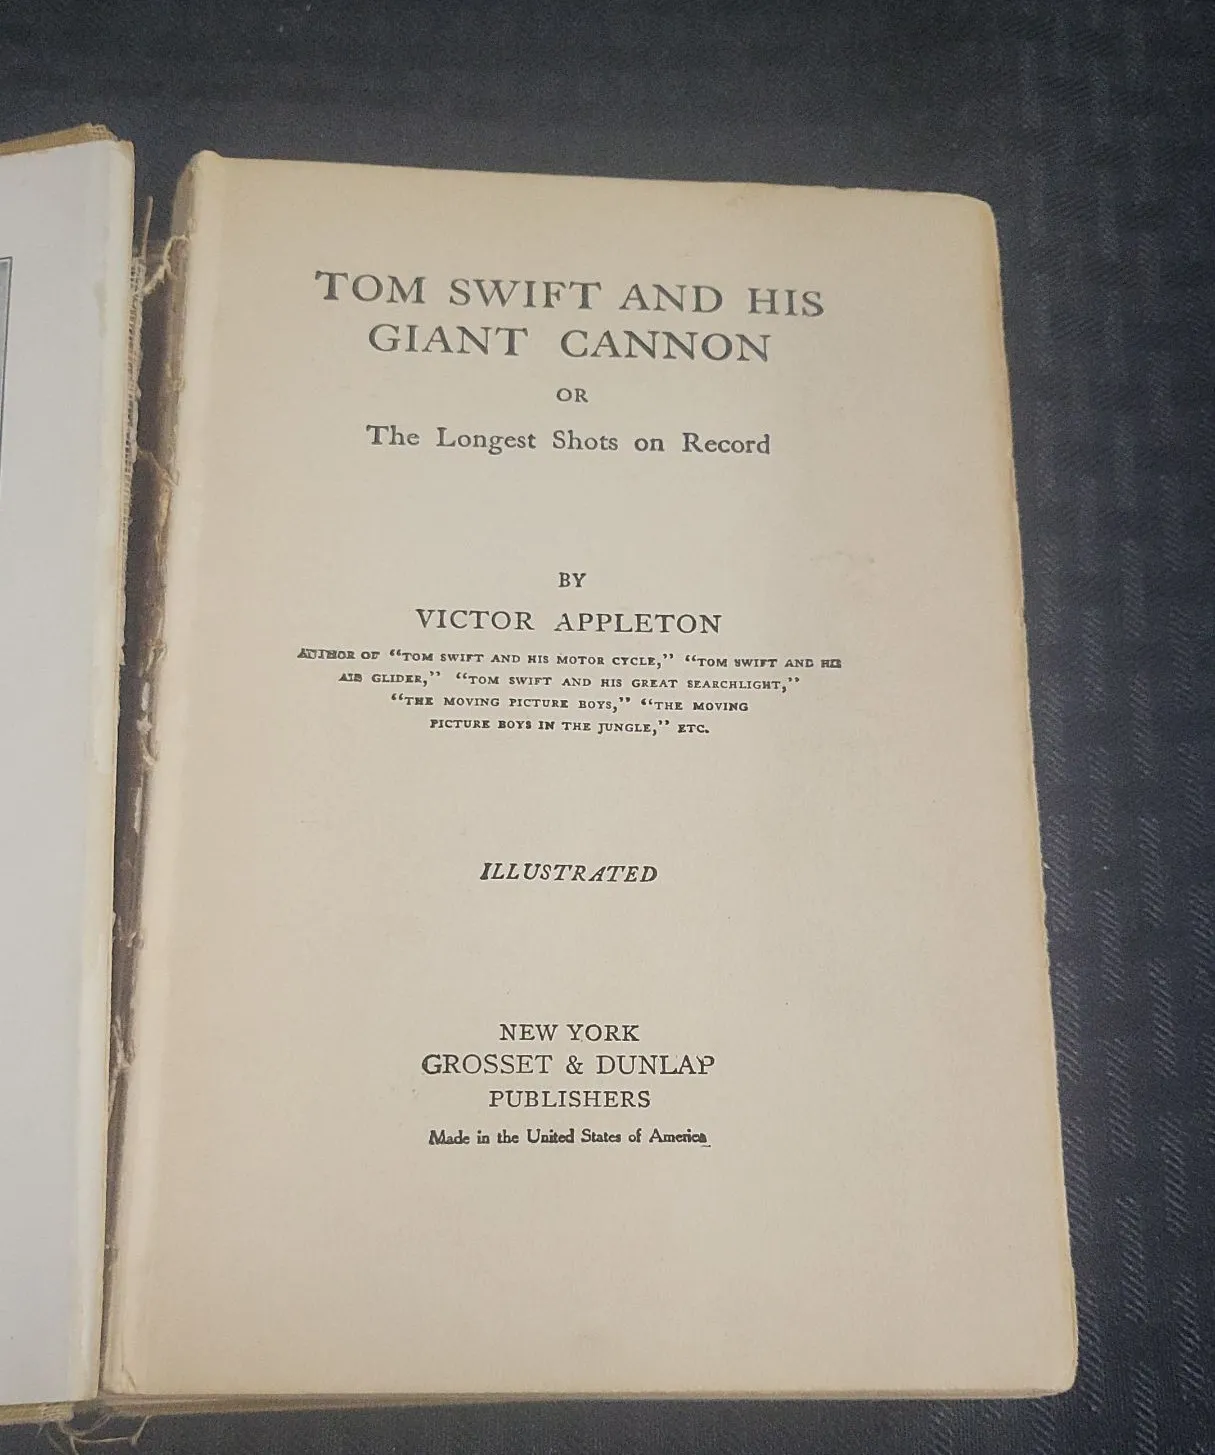 TOM SWIFT AND HIS
GIANT CANNON
OR
The Longest Shots on Record
BY
VICTOR APPLETON
AUTHOR OF “TOM SWIFT AND HIS MOTOR CYCLE,” “TOM SWIFT AND HIS
AIR GLIDER,” “TOM SWIFT AND HIS GREAT SEARCHLIGHT,”
“THE MOVING PICTURE BOYS,” “THE MOVING
PICTURE BOYS IN THE JUNGLE,” ETC.
ILLUSTRATED
NEW YORK
GROSSET & DUNLAP
PUBLISHERS
Made in the United States of America